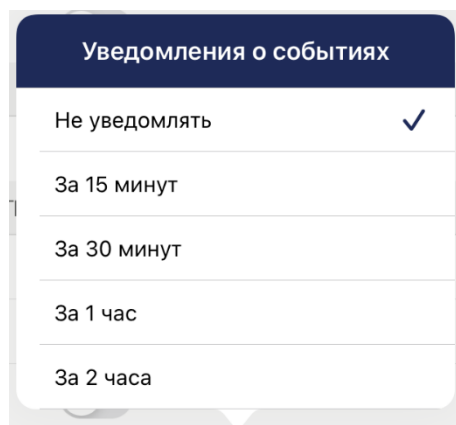 Уведомления о событиях
Не уведомлять
За 15 минут
За 30 минут
За 1 час
За 2 часа